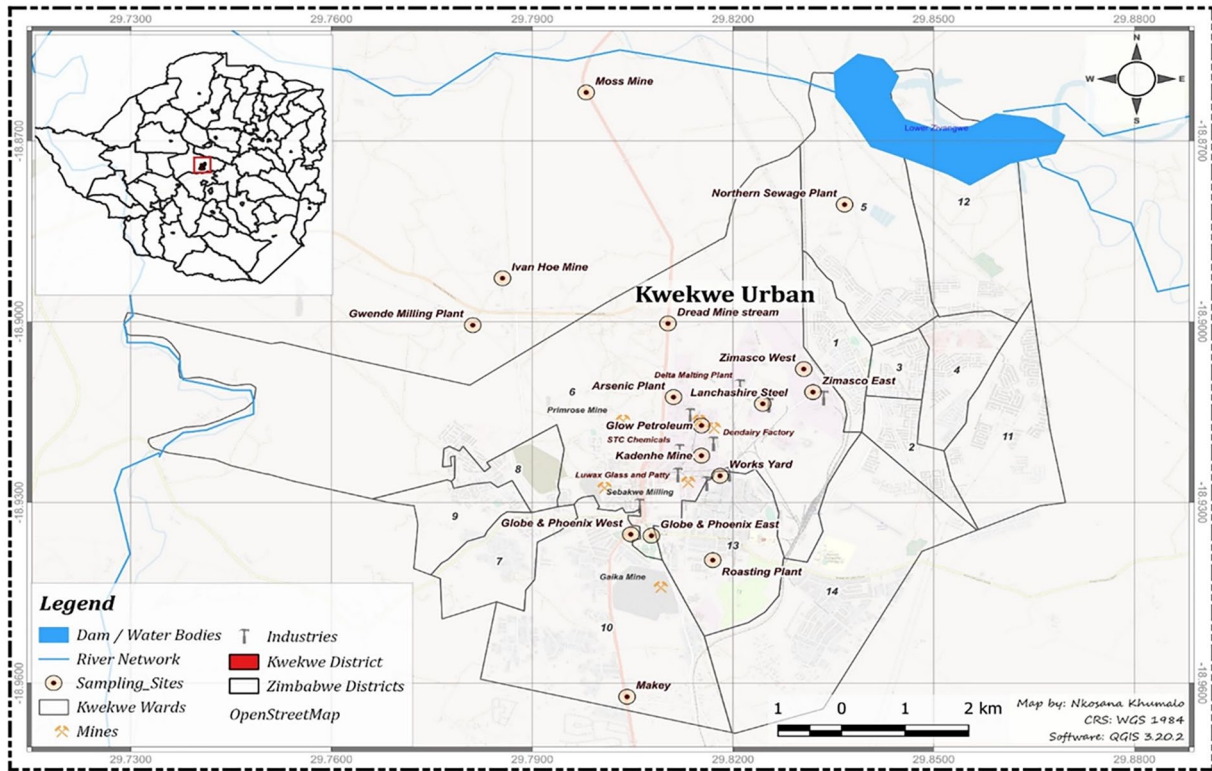 29.7300 29.7600 29.7900 29.8200 29.8500 29.8800
N
W E
S
Moss Mine
-18.8700 -18.8700
Lower Zivangwe
Northern Sewage Plant
5
12
Ivan Hoe Mine
Kwekwe Urban
Gwende Milling Plant
Dread Mine stream
-18.9000 -18.9000
1
Zimasco West
3
4
Delta Malting Plant
Zimasco East
6
Arsenic Plant
Lanchashire Steel
Primrose Mine
Glow Petroleum
Dendairy Factory
STC Chemicals
11
2
Kadenhe Mine
Works Yard
8
Luwax Glass and Patty
Sebakwe Milling
-18.9300 -18.9300
9
Globe & Phoenix West
Globe & Phoenix East
13
7
Roasting Plant
Gaika Mine
14
10
Makey
-18.9600 -18.9600
Legend
Dam / Water Bodies
River Network
Sampling_Sites
Kwekwe Wards
Mines
Industries
Kwekwe District
Zimbabwe Districts
OpenStreetMap
1 0 1 2 km
Map by: Nkosana Khumalo
CRS: WGS 1984
Software: QGIS 3.20.2
29.7300 29.7600 29.7900 29.8200 29.8500 29.8800